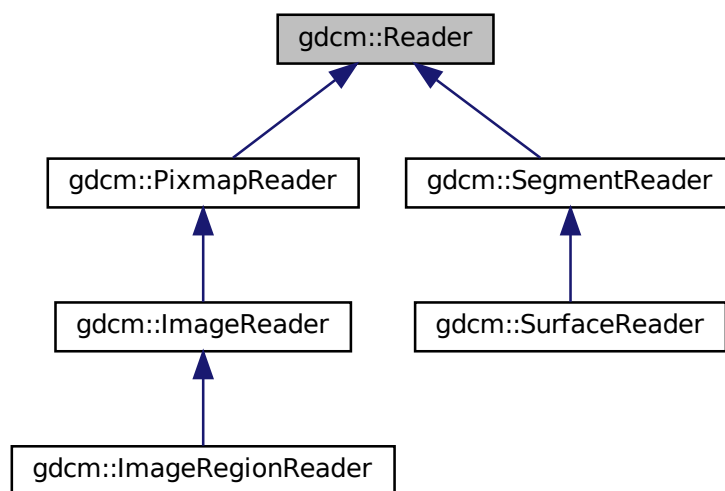 gdcm::Reader
gdcm::PixmapReader
gdcm::SegmentReader
gdcm::ImageReader
gdcm::SurfaceReader
gdcm::ImageRegionReader